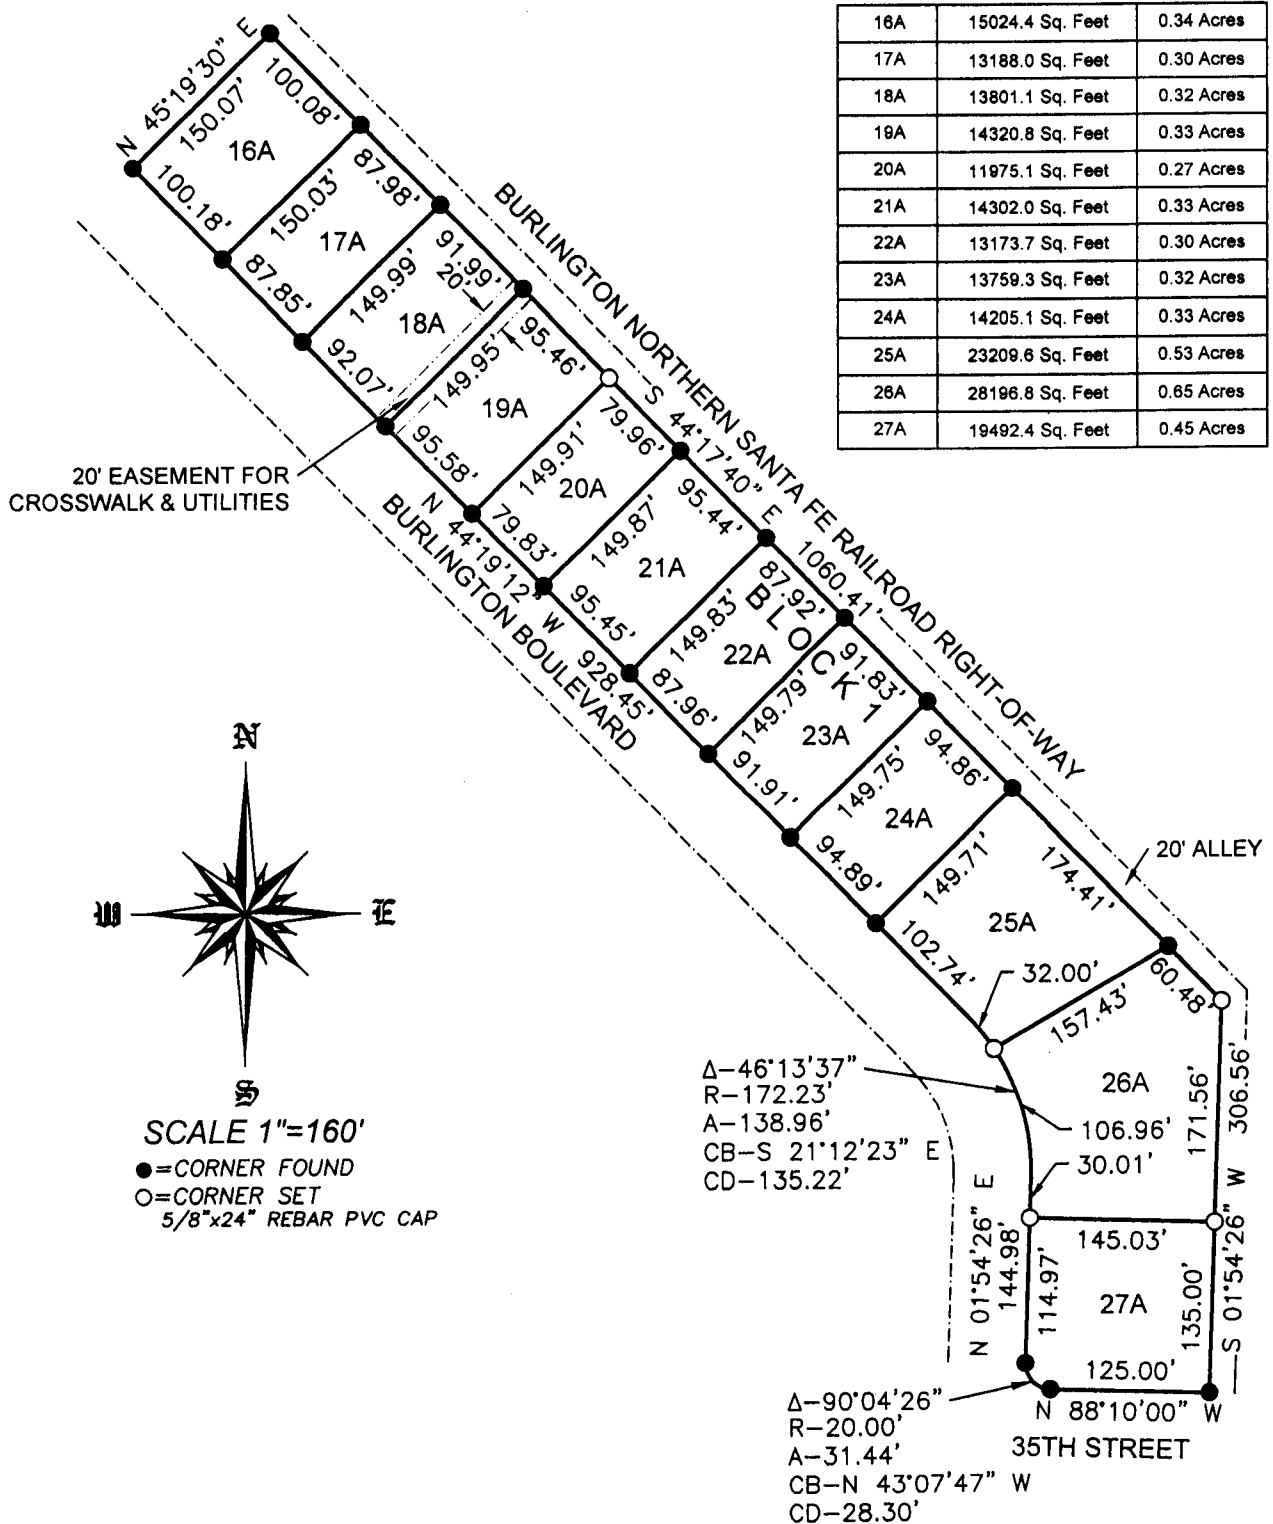 16A 15024.4 Sq. Feet 0.34 Acres
17A 13188.0 Sq. Feet 0.30 Acres
18A 13801.1 Sq. Feet 0.32 Acres
19A 14320.8 Sq. Feet 0.33 Acres
20A 11975.1 Sq. Feet 0.27 Acres
21A 14302.0 Sq. Feet 0.33 Acres
22A 13173.7 Sq. Feet 0.30 Acres
23A 13759.3 Sq. Feet 0.32 Acres
24A 14205.1 Sq. Feet 0.33 Acres
25A 23209.6 Sq. Feet 0.53 Acres
26A 28196.8 Sq. Feet 0.65 Acres
27A 19492.4 Sq. Feet 0.45 Acres
N 45°19'30" E
150.07'
100.08'
16A
100.18'
150.03'
87.98'
17A
87.85'
149.99'
91.99'
20'
18A
92.07'
149.95'
95.46'
19A
95.58'
149.91'
79.96'
20A
79.83'
149.87'
95.44'
21A
95.45'
149.83'
87.92'
22A
87.96'
149.79'
91.83'
23A
91.91'
149.75'
94.86'
24A
94.89'
149.71'
174.41'
25A
102.74'
32.00'
157.43'
60.48'
26A
171.56'
106.96'
30.01'
145.03'
27A
114.97'
135.00'
125.00'
BLOCK 1
BURLINGTON NORTHERN SANTA FE RAILROAD RIGHT-OF-WAY
S 44°17'40" E 1060.41'
N 44°19'12" W 928.45'
BURLINGTON BOULEVARD
20' EASEMENT FOR
CROSSWALK & UTILITIES
20' ALLEY
S 01°54'26" W 306.56'
N 01°54'26" E
144.98'
Δ–46°13'37"
R–172.23'
A–138.96'
CB–S 21°12'23" E
CD–135.22'
Δ–90°04'26"
R–20.00'
A–31.44'
CB–N 43°07'47" W
CD–28.30'
N 88°10'00" W
35TH STREET
N
W
E
S
SCALE 1"=160'
=CORNER FOUND
=CORNER SET
5/8"x24" REBAR PVC CAP